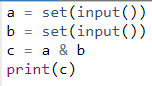 a = set(input())
b = set(input())
c = a & b
print(c)